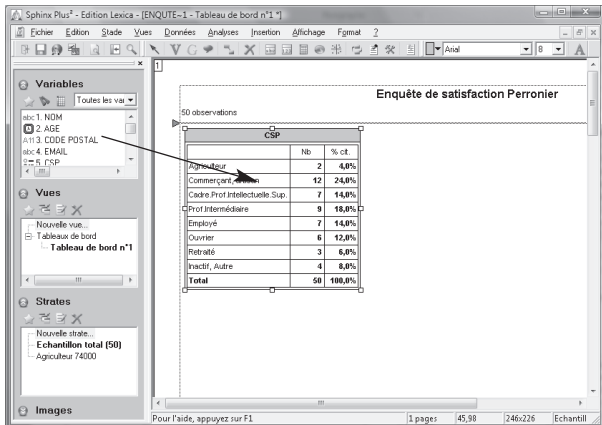 Sphinx Plus² - Edition Lexica - [ENQUTE~1 - Tableau de bord n°1 *]
Fichier Edition Stade Vues Données Analyses Insertion Affichage Format ?
Arial 8 A
Variables
Toutes les var
abc 1. NOM
2. AGE
A11 3. CODE POSTAL
abc 4. EMAIL
5. CSP
Vues
Nouvelle vue...
Tableaux de bord
Tableau de bord n°1
Strates
Nouvelle strate...
Echantillon total (50)
Agriculteur 74000
Images
1
Enquête de satisfaction Perronier
50 observations
CSP
Nb % cit.
Agriculteur 2 4,0%
Commerçant, Artisan 12 24,0%
Cadre.Prof.Intellectuelle.Sup. 7 14,0%
Prof.Intermédiaire 9 18,0%
Employé 7 14,0%
Ouvrier 6 12,0%
Retraité 3 6,0%
Inactif, Autre 4 8,0%
Total 50 100,0%
Pour l'aide, appuyez sur F1 1 pages 45,98 246x226 Echantill